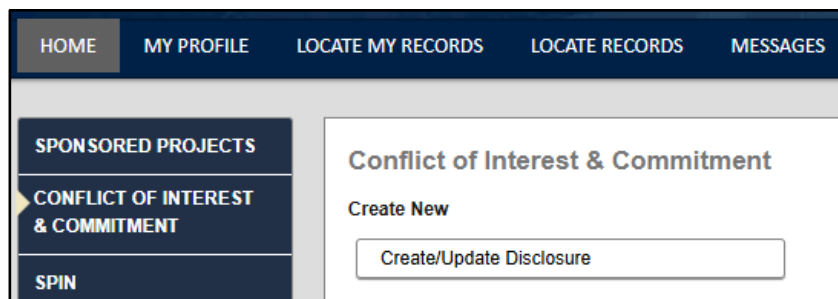 HOME MY PROFILE LOCATE MY RECORDS LOCATE RECORDS MESSAGES
SPONSORED PROJECTS
CONFLICT OF INTEREST
& COMMITMENT
SPIN
Conflict of Interest & Commitment
Create New
Create/Update Disclosure